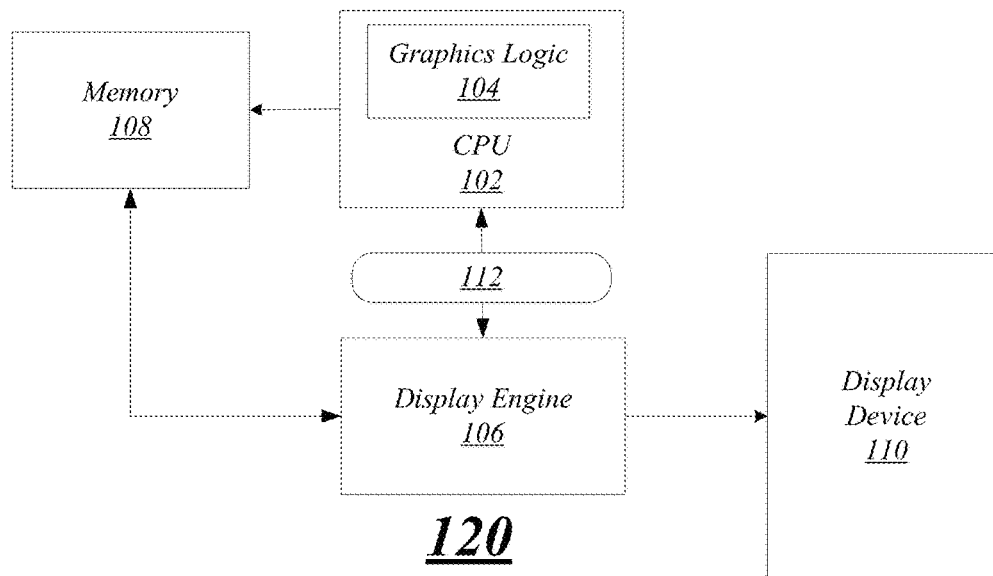 Memory
108
Graphics Logic
104
CPU
102
112
Display Engine
106
Display
Device
110
120